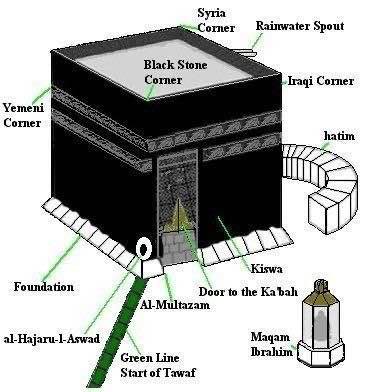 Syria
Corner
Rainwater Spout
Black Stone
Corner
Iraqi Corner
Yemeni
Corner
hatim
Foundation
Kiswa
Door to the Ka'bah
Al-Multazam
al-Hajaru-l-Aswad
Green Line
Start of Tawaf
Maqam
Ibrahim